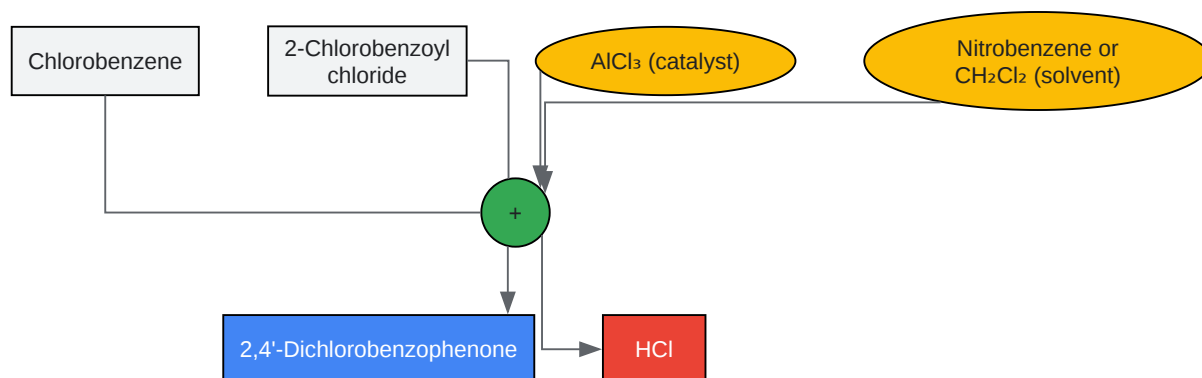 Chlorobenzene
2-Chlorobenzoyl
chloride
AlCl₃ (catalyst)
Nitrobenzene or
CH₂Cl₂ (solvent)
+
2,4'-Dichlorobenzophenone
HCl